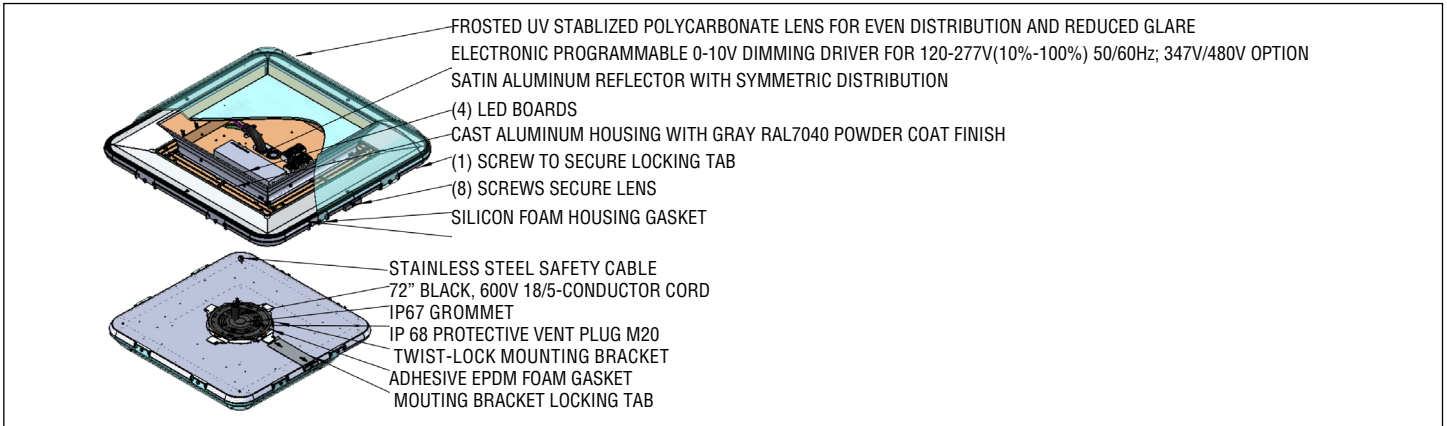 FROSTED UV STABLIZED POLYCARBONATE LENS FOR EVEN DISTRIBUTION AND REDUCED GLARE
ELECTRONIC PROGRAMMABLE 0-10V DIMMING DRIVER FOR 120-277V(10%-100%) 50/60Hz; 347V/480V OPTION
SATIN ALUMINUM REFLECTOR WITH SYMMETRIC DISTRIBUTION
(4) LED BOARDS
CAST ALUMINUM HOUSING WITH GRAY RAL7040 POWDER COAT FINISH
(1) SCREW TO SECURE LOCKING TAB
(8) SCREWS SECURE LENS
SILICON FOAM HOUSING GASKET
STAINLESS STEEL SAFETY CABLE
72” BLACK, 600V 18/5-CONDUCTOR CORD
IP67 GROMMET
IP 68 PROTECTIVE VENT PLUG M20
TWIST-LOCK MOUNTING BRACKET
ADHESIVE EPDM FOAM GASKET
MOUTING BRACKET LOCKING TAB